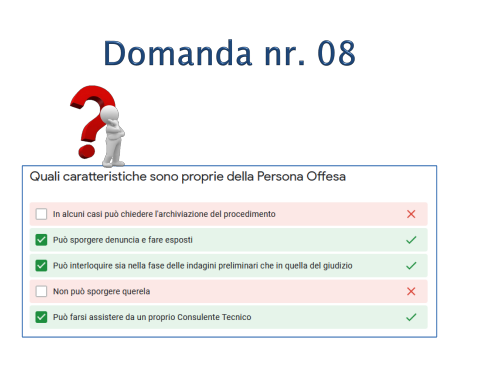 Domanda nr. 08
Quali caratteristiche sono proprie della Persona Offesa
In alcuni casi può chiedere l'archiviazione del procedimento
Può sporgere denuncia e fare esposti
Può interloquire sia nella fase delle indagini preliminari che in quella del giudizio
Non può sporgere querela
Può farsi assistere da un proprio Consulente Tecnico